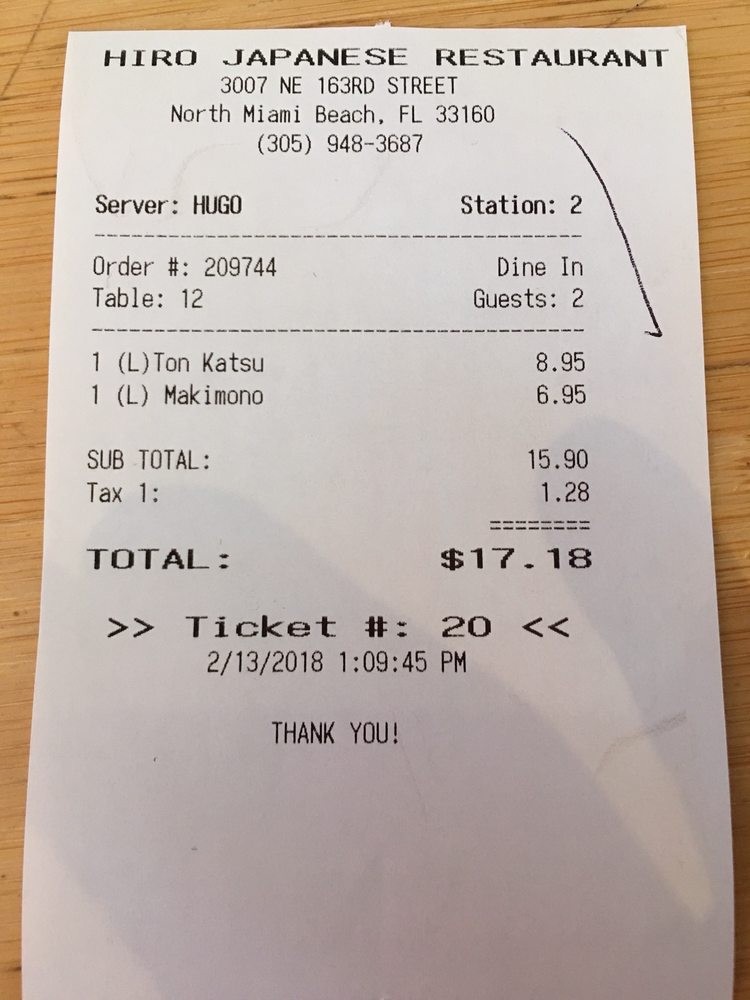 HIRO JAPANESE RESTAURANT
3007 NE 163RD STREET
North Miami Beach, FL 33160
(305) 948-3687
Server: HUGO Station: 2
------------------------------------------
Order #: 209744 Dine In
Table: 12 Guests: 2
------------------------------------------
1 (L)Ton Katsu 8.95
1 (L) Makimono 6.95
SUB TOTAL: 15.90
Tax 1: 1.28
========
TOTAL: $17.18
>> Ticket #: 20 <<
2/13/2018 1:09:45 PM
THANK YOU!